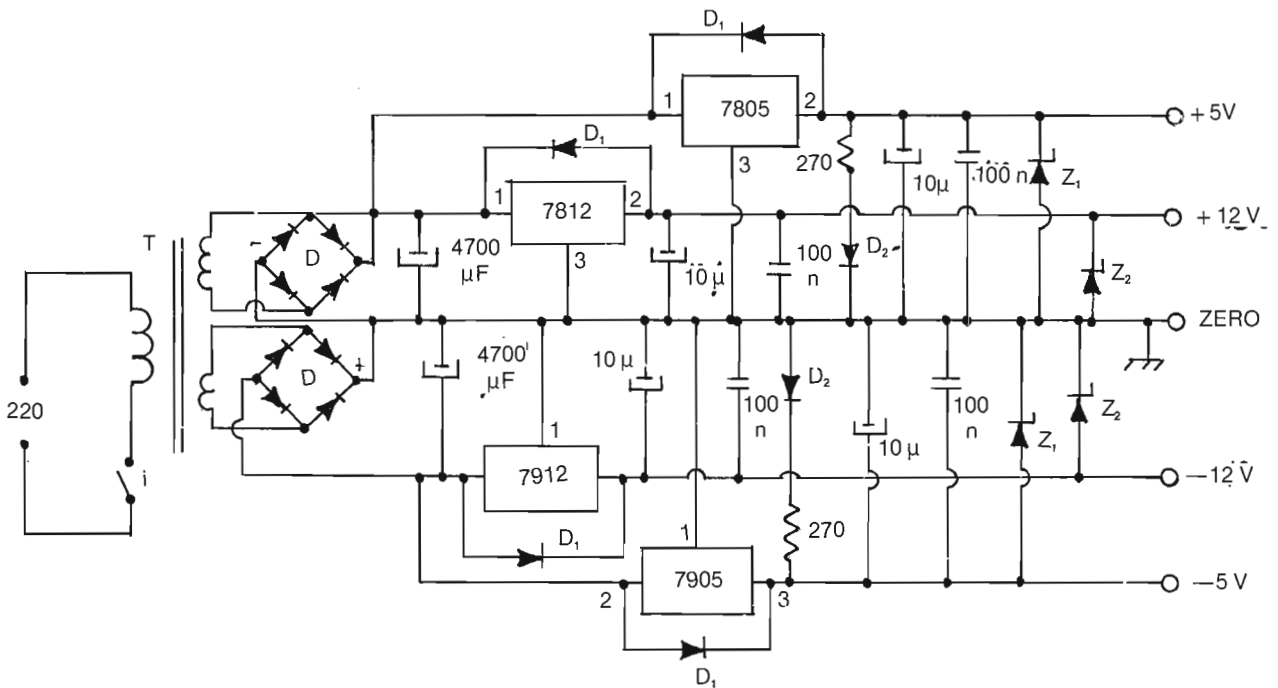 D₁
1
7805
2
+5V
3
270
10µ
100 n
Z₁
D₁
1
7812
2
+12V
3
T
-
D
4700
µF
10 µ
100
n
D₂
Z₂
ZERO
D
+
4700
µF
10 µ
100
n
D₂
10 µ
100
n
Z₁
Z₂
220
i
1
7912
—12 V
D₁
270
1
7905
2
3
—5 V
D₁